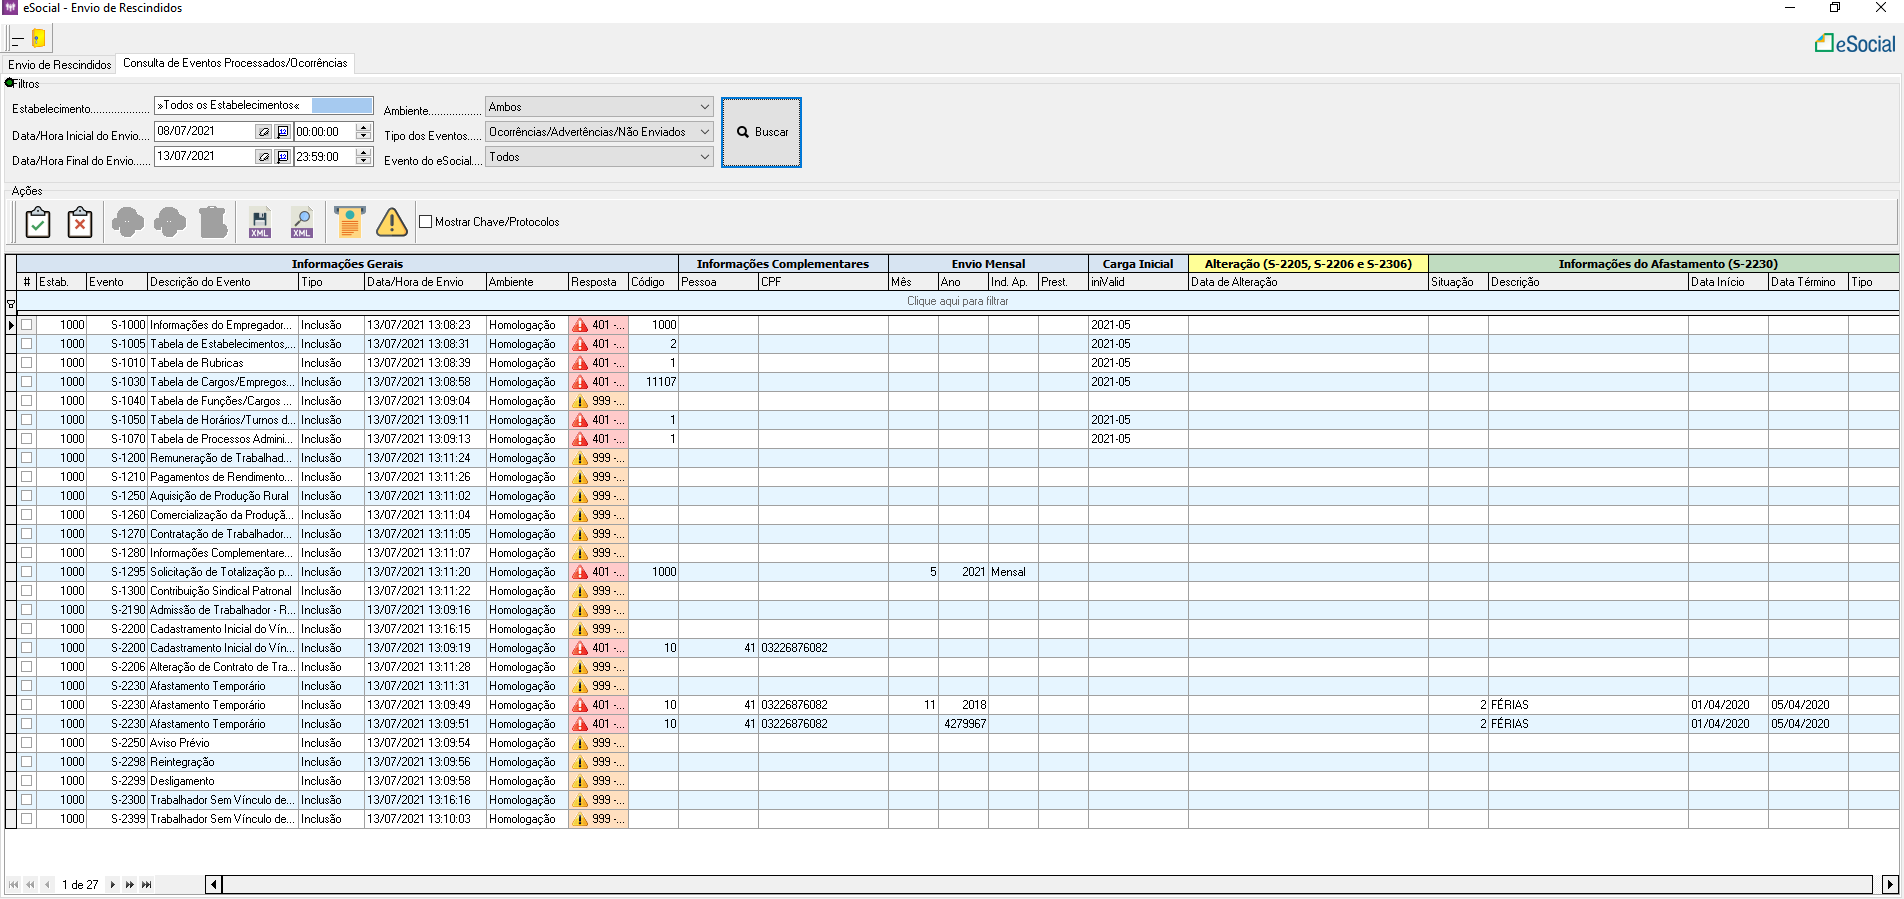 eSocial - Envio de Rescindidos
eSocial
Envio de Rescindidos Consulta de Eventos Processados/Ocorrências
Filtros
Estabelecimento.................... »Todos os Estabelecimentos« Ambiente.................. Ambos
Data/Hora Inicial do Envio.... 08/07/2021 00:00:00 Tipo dos Eventos..... Ocorrências/Advertências/Não Enviados Buscar
Data/Hora Final do Envio...... 13/07/2021 23:59:00 Evento do eSocial.... Todos
Ações
XML XML Mostrar Chave/Protocolos
Informações Gerais Informações Complementares Envio Mensal Carga Inicial Alteração (S-2205, S-2206 e S-2306) Informações do Afastamento (S-2230)
# Estab. Evento Descrição do Evento Tipo Data/Hora de Envio Ambiente Resposta Código Pessoa CPF Mês Ano Ind. Ap. Prest. iniValid Data de Alteração Situação Descrição Data Início Data Término Tipo
Clique aqui para filtrar
1000 S-1000 Informações do Empregador... Inclusão 13/07/2021 13:08:23 Homologação 401 -... 1000 2021-05
1000 S-1005 Tabela de Estabelecimentos,... Inclusão 13/07/2021 13:08:31 Homologação 401 -... 2 2021-05
1000 S-1010 Tabela de Rubricas Inclusão 13/07/2021 13:08:39 Homologação 401 -... 1 2021-05
1000 S-1030 Tabela de Cargos/Empregos... Inclusão 13/07/2021 13:08:58 Homologação 401 -... 11107 2021-05
1000 S-1040 Tabela de Funções/Cargos ... Inclusão 13/07/2021 13:09:04 Homologação 999 -...
1000 S-1050 Tabela de Horários/Turnos d... Inclusão 13/07/2021 13:09:11 Homologação 401 -... 1 2021-05
1000 S-1070 Tabela de Processos Admini... Inclusão 13/07/2021 13:09:13 Homologação 401 -... 1 2021-05
1000 S-1200 Remuneração de Trabalhad... Inclusão 13/07/2021 13:11:24 Homologação 999 -...
1000 S-1210 Pagamentos de Rendimento... Inclusão 13/07/2021 13:11:26 Homologação 999 -...
1000 S-1250 Aquisição de Produção Rural Inclusão 13/07/2021 13:11:02 Homologação 999 -...
1000 S-1260 Comercialização da Produçã... Inclusão 13/07/2021 13:11:04 Homologação 999 -...
1000 S-1270 Contratação de Trabalhador... Inclusão 13/07/2021 13:11:05 Homologação 999 -...
1000 S-1280 Informações Complementare... Inclusão 13/07/2021 13:11:07 Homologação 999 -...
1000 S-1295 Solicitação de Totalização p... Inclusão 13/07/2021 13:11:20 Homologação 401 -... 1000 5 2021 Mensal
1000 S-1300 Contribuição Sindical Patronal Inclusão 13/07/2021 13:11:22 Homologação 999 -...
1000 S-2190 Admissão de Trabalhador - R... Inclusão 13/07/2021 13:09:16 Homologação 999 -...
1000 S-2200 Cadastramento Inicial do Vín... Inclusão 13/07/2021 13:16:15 Homologação 999 -...
1000 S-2200 Cadastramento Inicial do Vín... Inclusão 13/07/2021 13:09:19 Homologação 401 -... 10 41 03226876082
1000 S-2206 Alteração de Contrato de Tra... Inclusão 13/07/2021 13:11:28 Homologação 999 -...
1000 S-2230 Afastamento Temporário Inclusão 13/07/2021 13:11:31 Homologação 999 -...
1000 S-2230 Afastamento Temporário Inclusão 13/07/2021 13:09:49 Homologação 401 -... 10 41 03226876082 11 2018 2 FÉRIAS 01/04/2020 05/04/2020
1000 S-2230 Afastamento Temporário Inclusão 13/07/2021 13:09:51 Homologação 401 -... 10 41 03226876082 4279967 2 FÉRIAS 01/04/2020 05/04/2020
1000 S-2250 Aviso Prévio Inclusão 13/07/2021 13:09:54 Homologação 999 -...
1000 S-2298 Reintegração Inclusão 13/07/2021 13:09:56 Homologação 999 -...
1000 S-2299 Desligamento Inclusão 13/07/2021 13:09:58 Homologação 999 -...
1000 S-2300 Trabalhador Sem Vínculo de... Inclusão 13/07/2021 13:16:16 Homologação 999 -...
1000 S-2399 Trabalhador Sem Vínculo de... Inclusão 13/07/2021 13:10:03 Homologação 999 -...
1 de 27